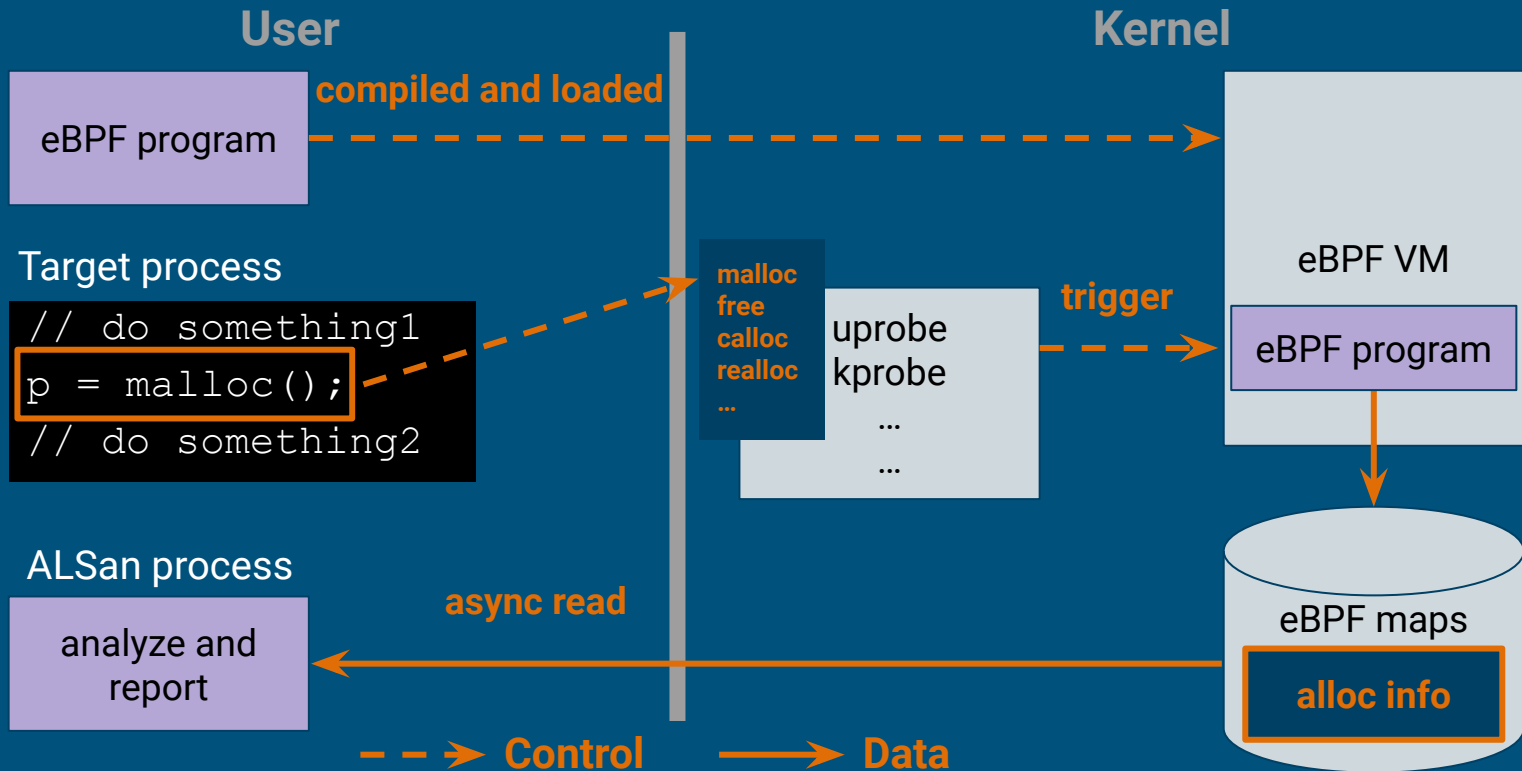 User
Kernel
compiled and loaded
eBPF program
Target process
// do something1
p = malloc();
// do something2
malloc
free
calloc
realloc
…
uprobe
kprobe
…
…
trigger
eBPF VM
eBPF program
ALSan process
analyze and
report
async read
eBPF maps
alloc info
Control
Data